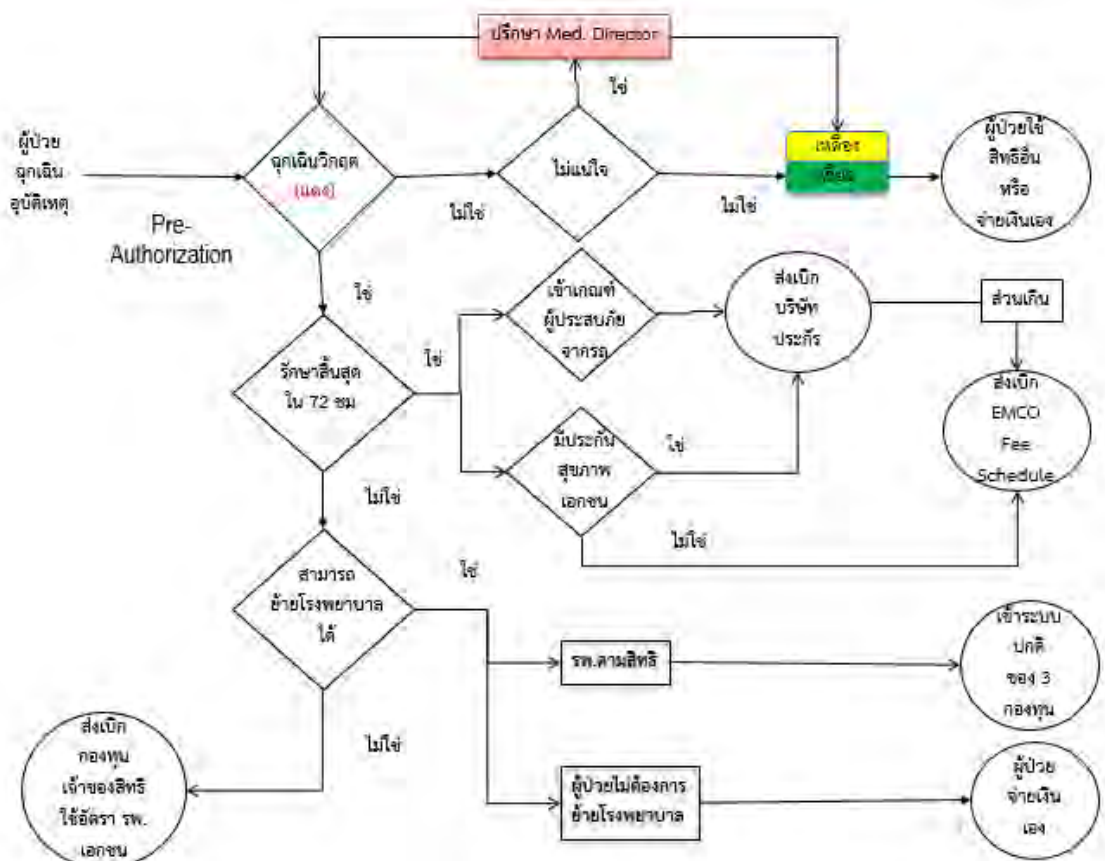 ปรึกษา Med. Director
ใช่
ผู้ป่วย
ฉุกเฉิน
อุบัติเหตุ
Pre-
Authorization
ฉุกเฉินวิกฤต
(แดง)
ไม่ใช่
ไม่แน่ใจ
ไม่ใช่
เหลือง
เขียว
ผู้ป่วยใช้
สิทธิอื่น
หรือ
จ่ายเงินเอง
ใช่
รักษาสิ้นสุด
ใน 72 ชม
ใช่
เข้าเกณฑ์
ผู้ประสบภัย
จากรถ
ส่งเบิก
บริษัท
ประกัร
ส่วนเกิน
ส่งเบิก
EMCO
Fee
Schedule
มีประกัน
สุขภาพ
เอกชน
ใช่
ไม่ใช่
ไม่ใช่
สามารถ
ย้ายโรงพยาบาล
ได้
ใช่
รพ.ตามสิทธิ
เข้าระบบ
ปกติ
ของ 3
กองทุน
ไม่ใช่
ส่งเบิก
กองทุน
เจ้าของสิทธิ
ใช้อัตรา รพ.
เอกชน
ผู้ป่วยไม่ต้องการ
ย้ายโรงพยาบาล
ผู้ป่วย
จ่ายเงิน
เอง